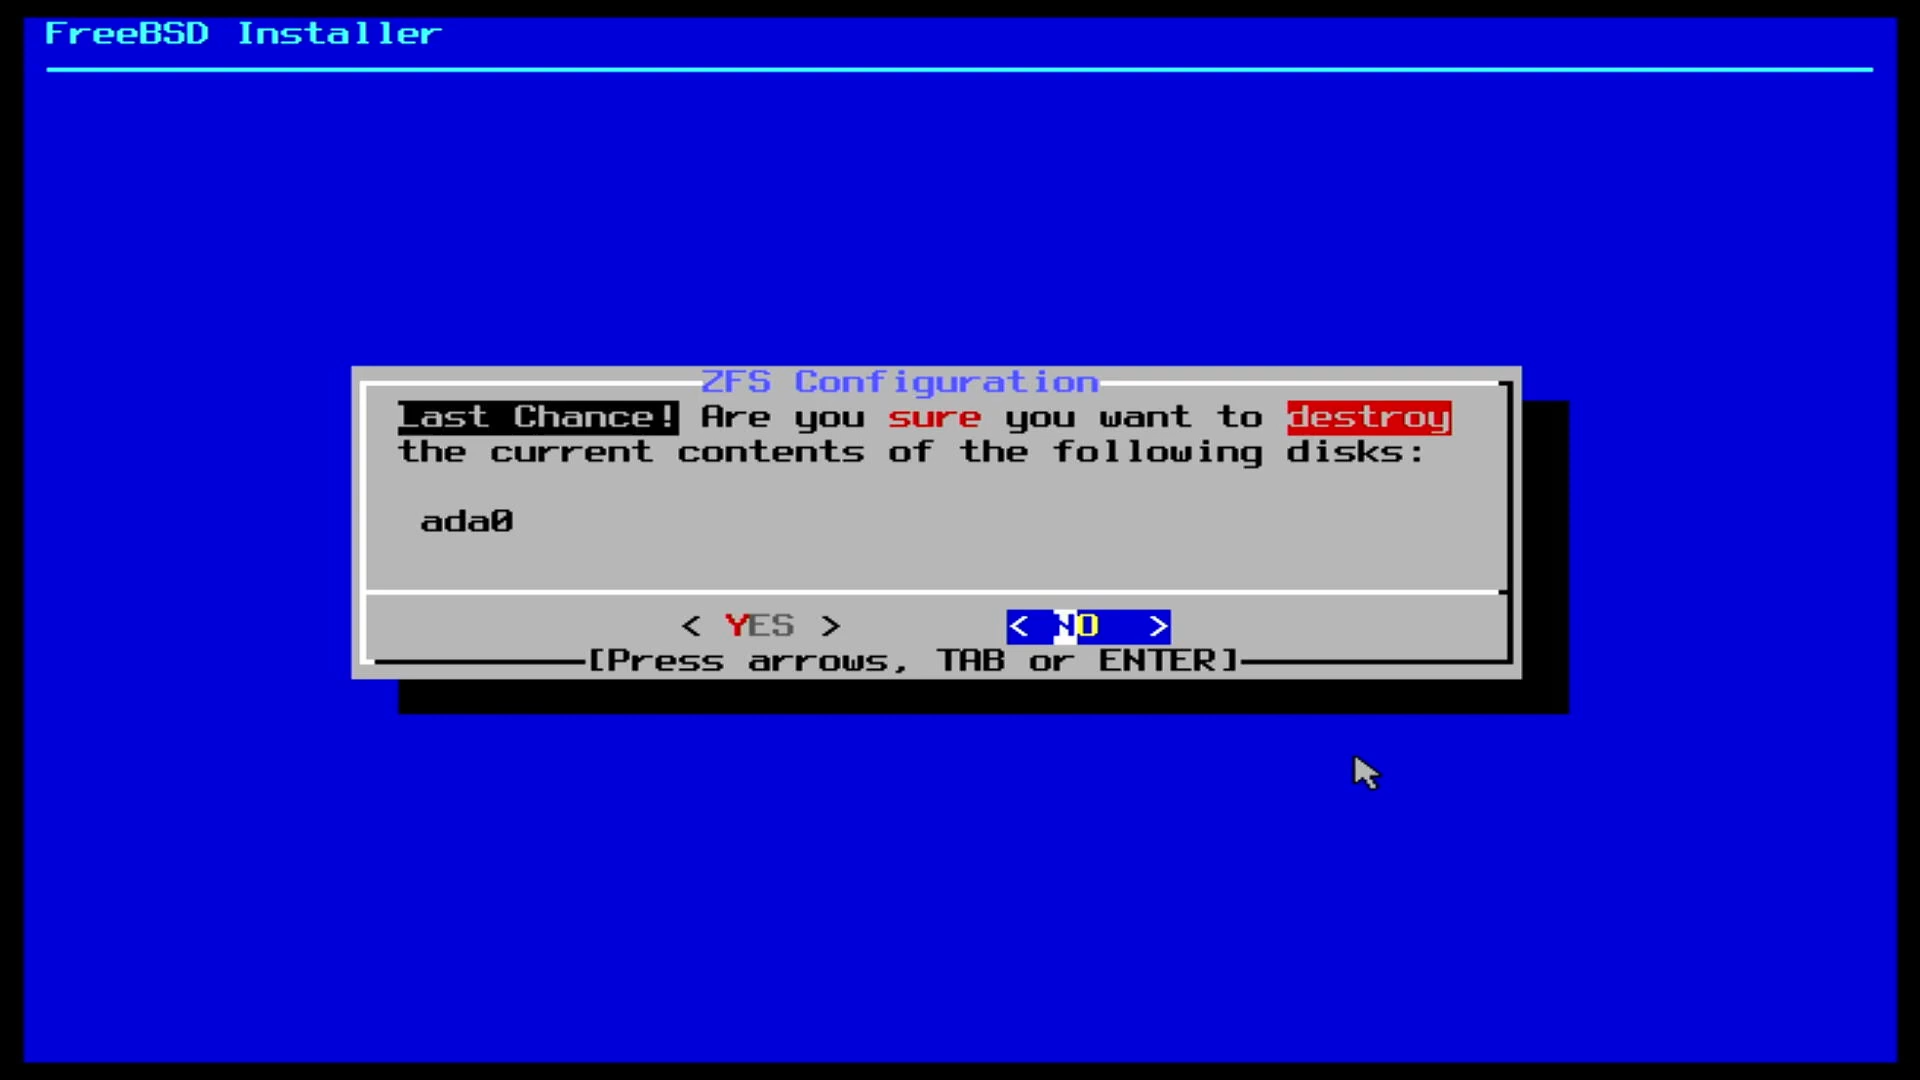 FreeBSD Installer
ZFS Configuration
Last Chance! Are you sure you want to destroy
the current contents of the following disks:
ada0
< YES > < NO >
[Press arrows, TAB or ENTER]